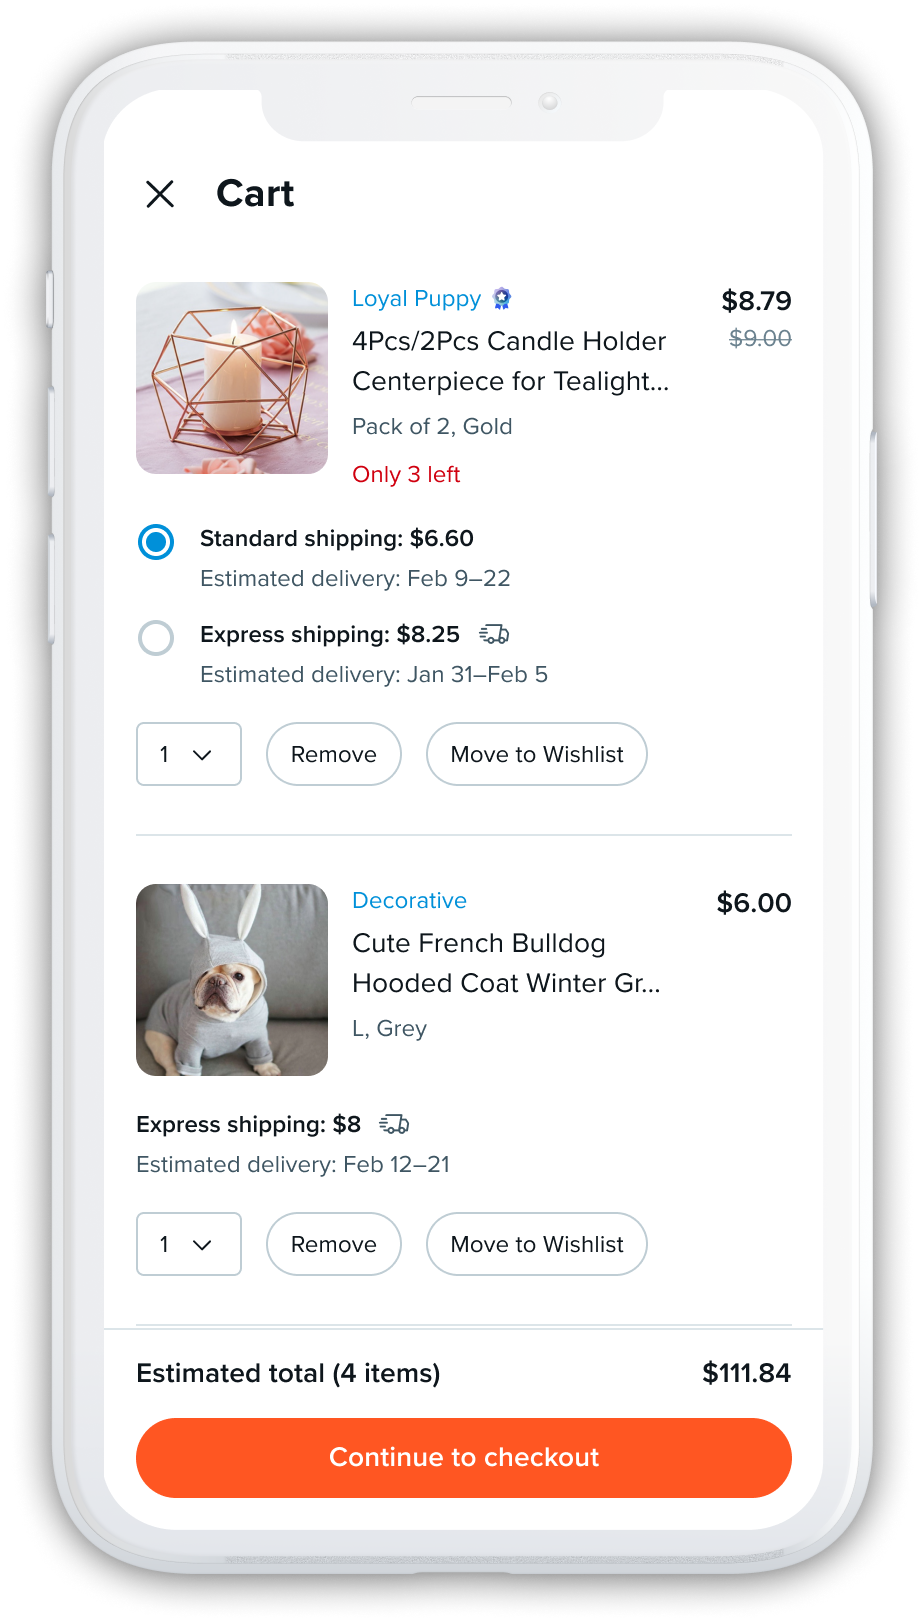 Cart
Loyal Puppy
$8.79
4Pcs/2Pcs Candle Holder
$9.00
Centerpiece for Tealight...
Pack of 2, Gold
Only 3 left
Standard shipping: $6.60
Estimated delivery: Feb 9–22
Express shipping: $8.25
Estimated delivery: Jan 31–Feb 5
1
Remove
Move to Wishlist
Decorative
$6.00
Cute French Bulldog
Hooded Coat Winter Gr...
L, Grey
Express shipping: $8
Estimated delivery: Feb 12–21
1
Remove
Move to Wishlist
Estimated total (4 items)
$111.84
Continue to checkout